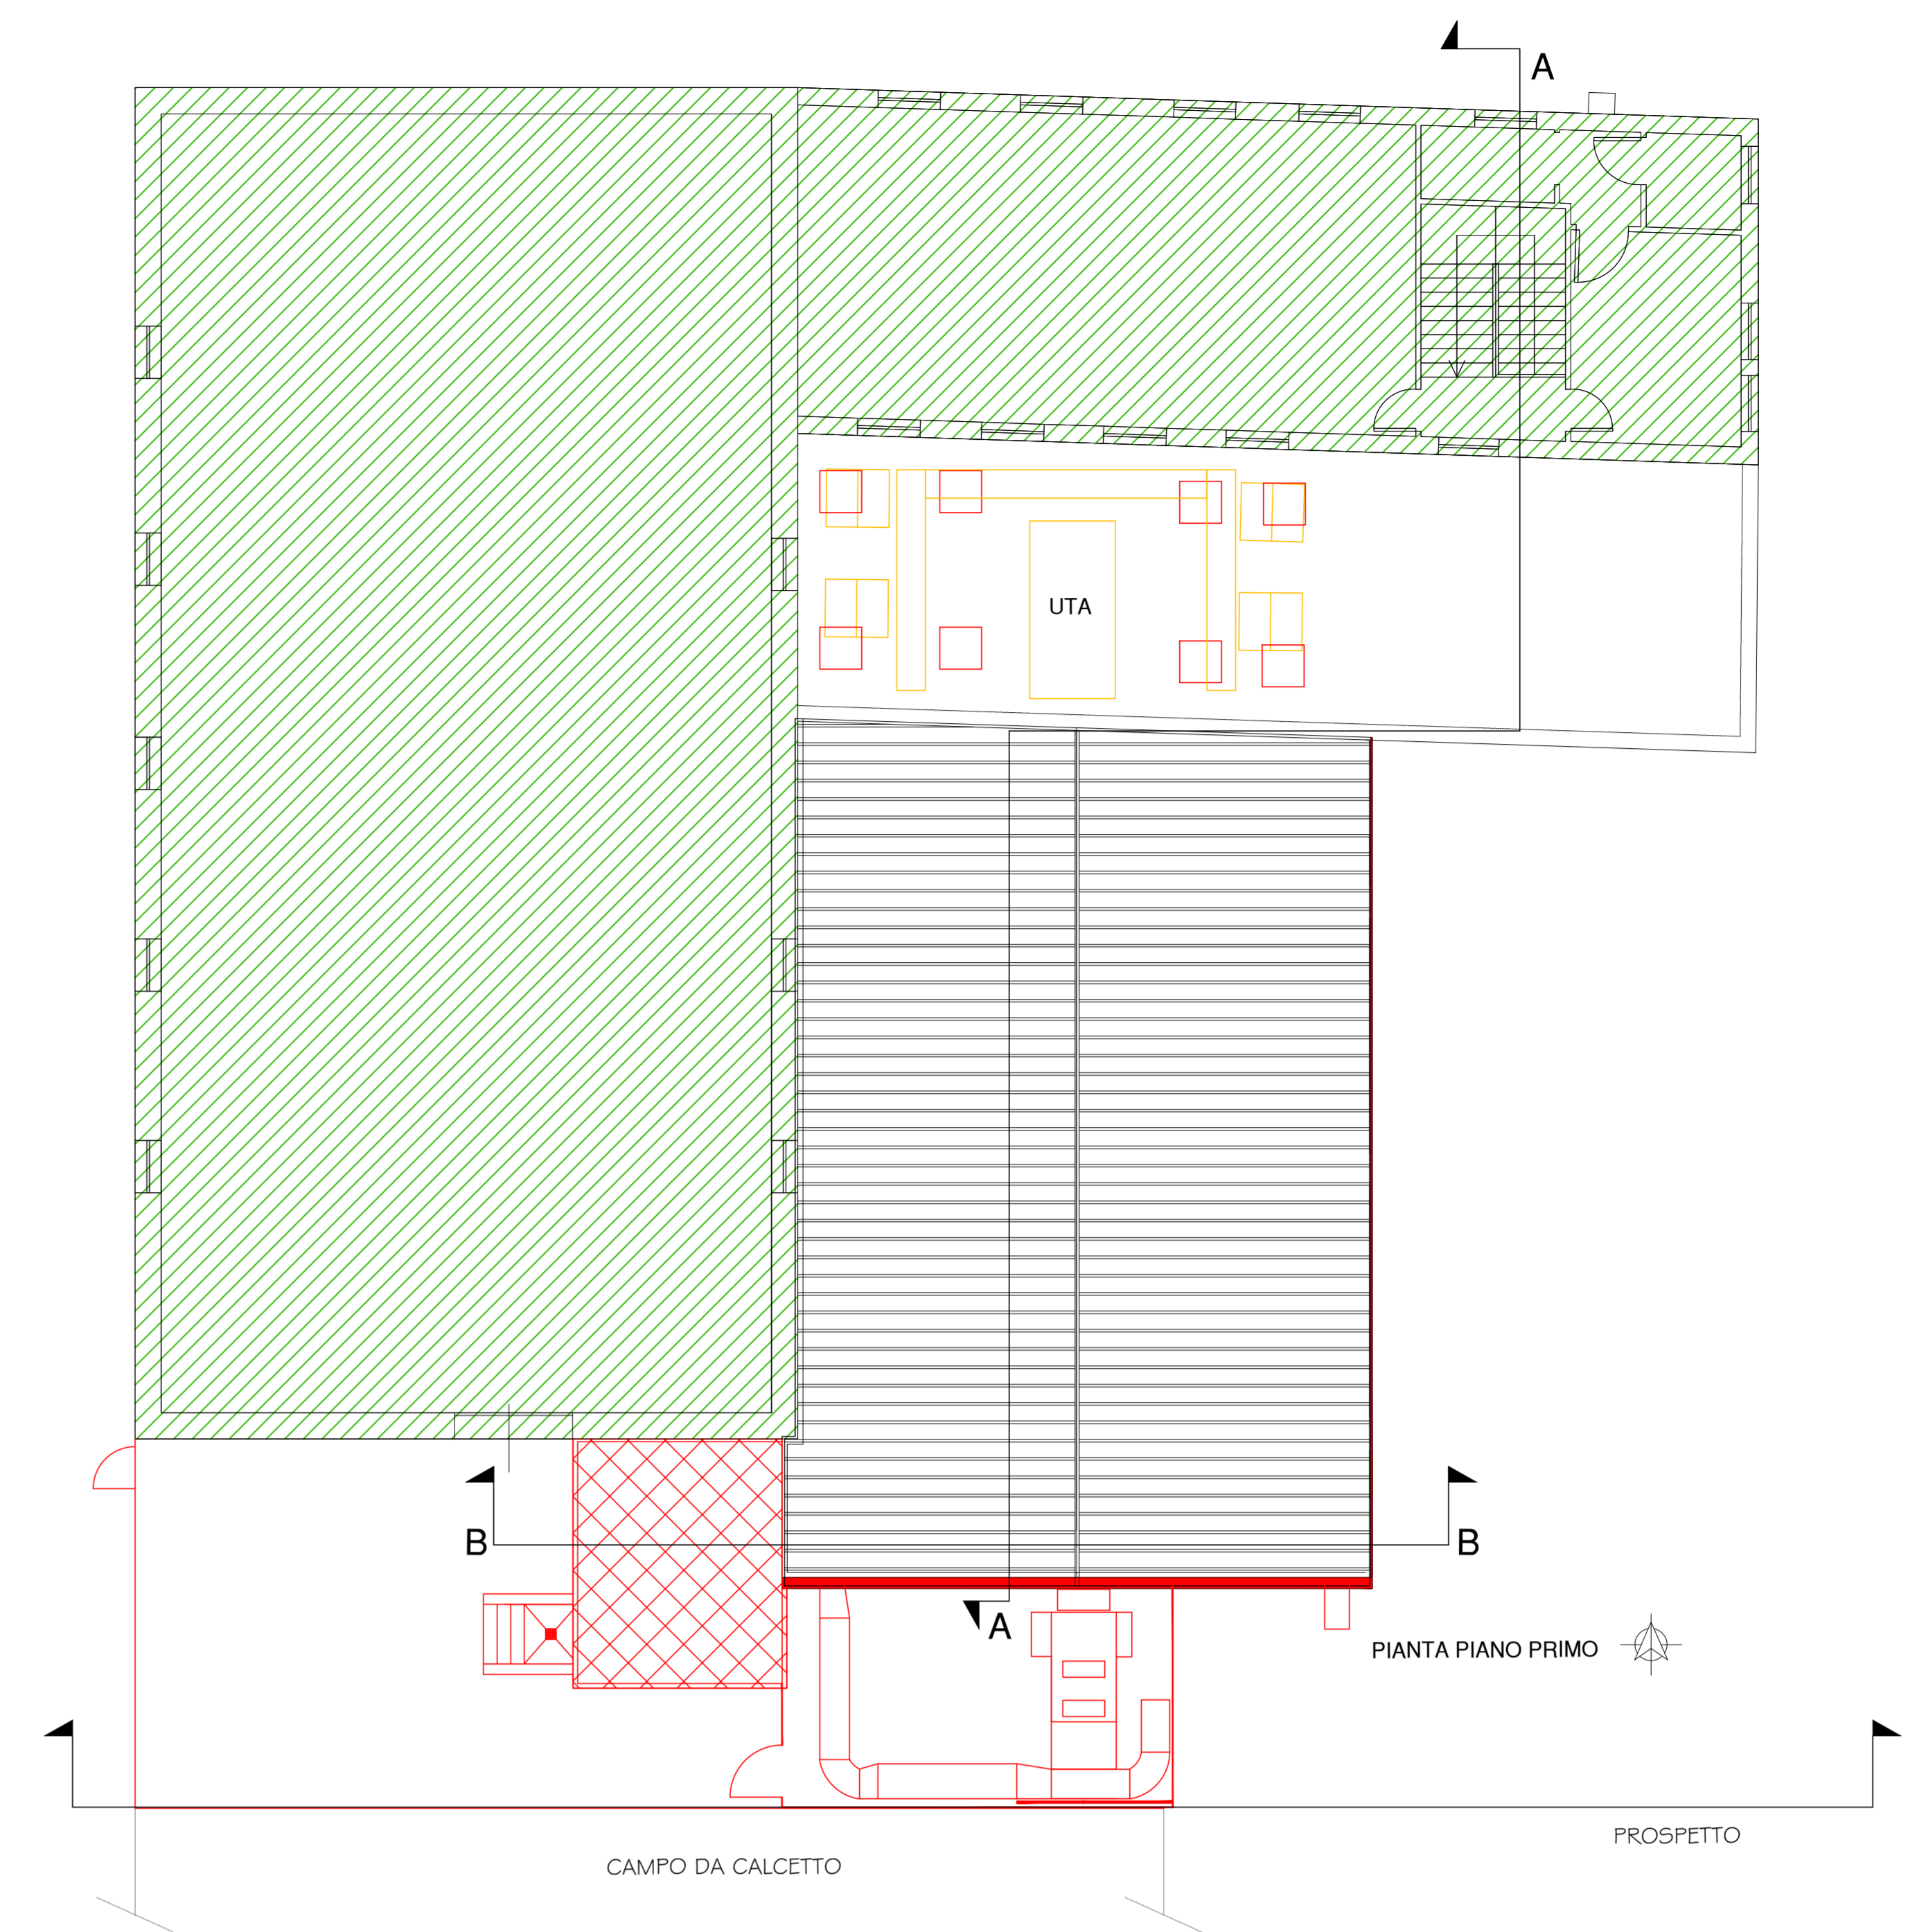 A
UTA
B
B
A
PIANTA PIANO PRIMO
PROSPETTO
CAMPO DA CALCETTO